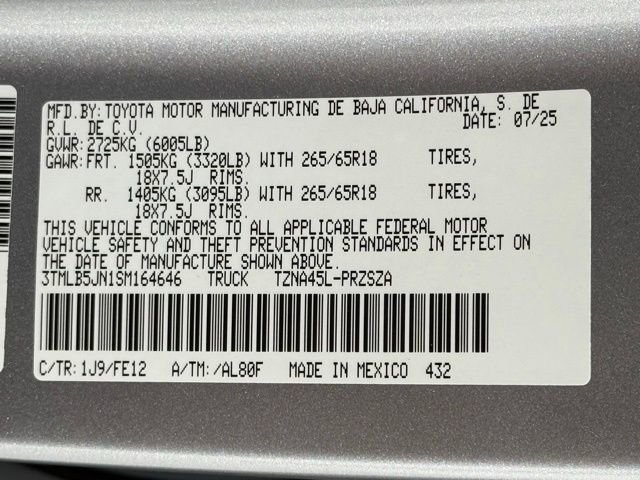 MFD.BY: TOYOTA MOTOR MANUFACTURING DE BAJA CALIFORNIA, S. DE
R.L. DE C.V. DATE: 07/25
GVWR: 2725KG (6005LB)
GAWR: FRT. 1505KG (3320LB) WITH 265/65R18 TIRES,
18X7.5J RIMS.
RR. 1405KG (3095LB) WITH 265/65R18 TIRES,
18X7.5J RIMS.
THIS VEHICLE CONFORMS TO ALL APPLICABLE FEDERAL MOTOR
VEHICLE SAFETY AND THEFT PREVENTION STANDARDS IN EFFECT ON
THE DATE OF MANUFACTURE SHOWN ABOVE.
3TMLB5JN1SM164646 TRUCK TZNA45L-PRZSZA
C/TR: 1J9/FE12 A/TM: /AL80F MADE IN MEXICO 432